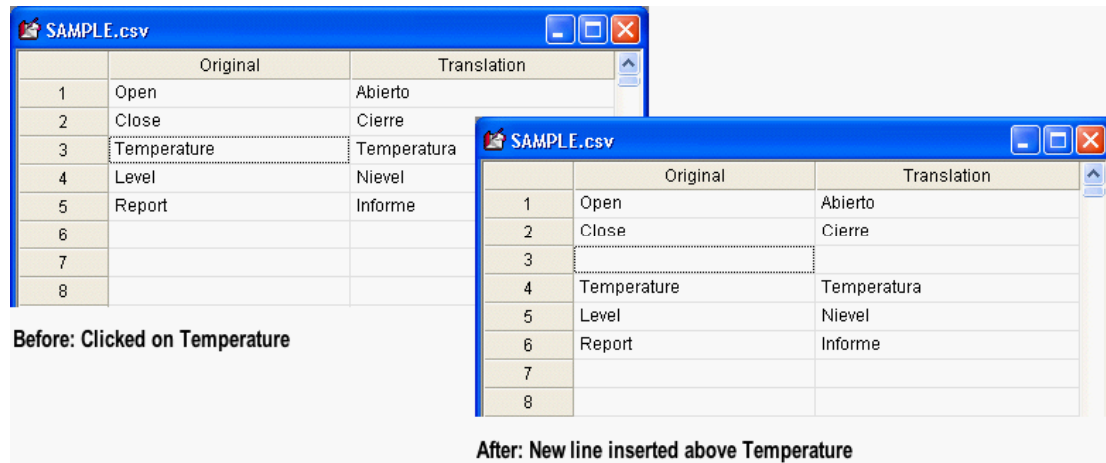 SAMPLE.csv
Original Translation
1 Open Abierto
2 Close Cierre
3 Temperature Temperatura
4 Level Nievel
5 Report Informe
6
7
8
Before: Clicked on Temperature
SAMPLE.csv
Original Translation
1 Open Abierto
2 Close Cierre
3
4 Temperature Temperatura
5 Level Nievel
6 Report Informe
7
8
After: New line inserted above Temperature